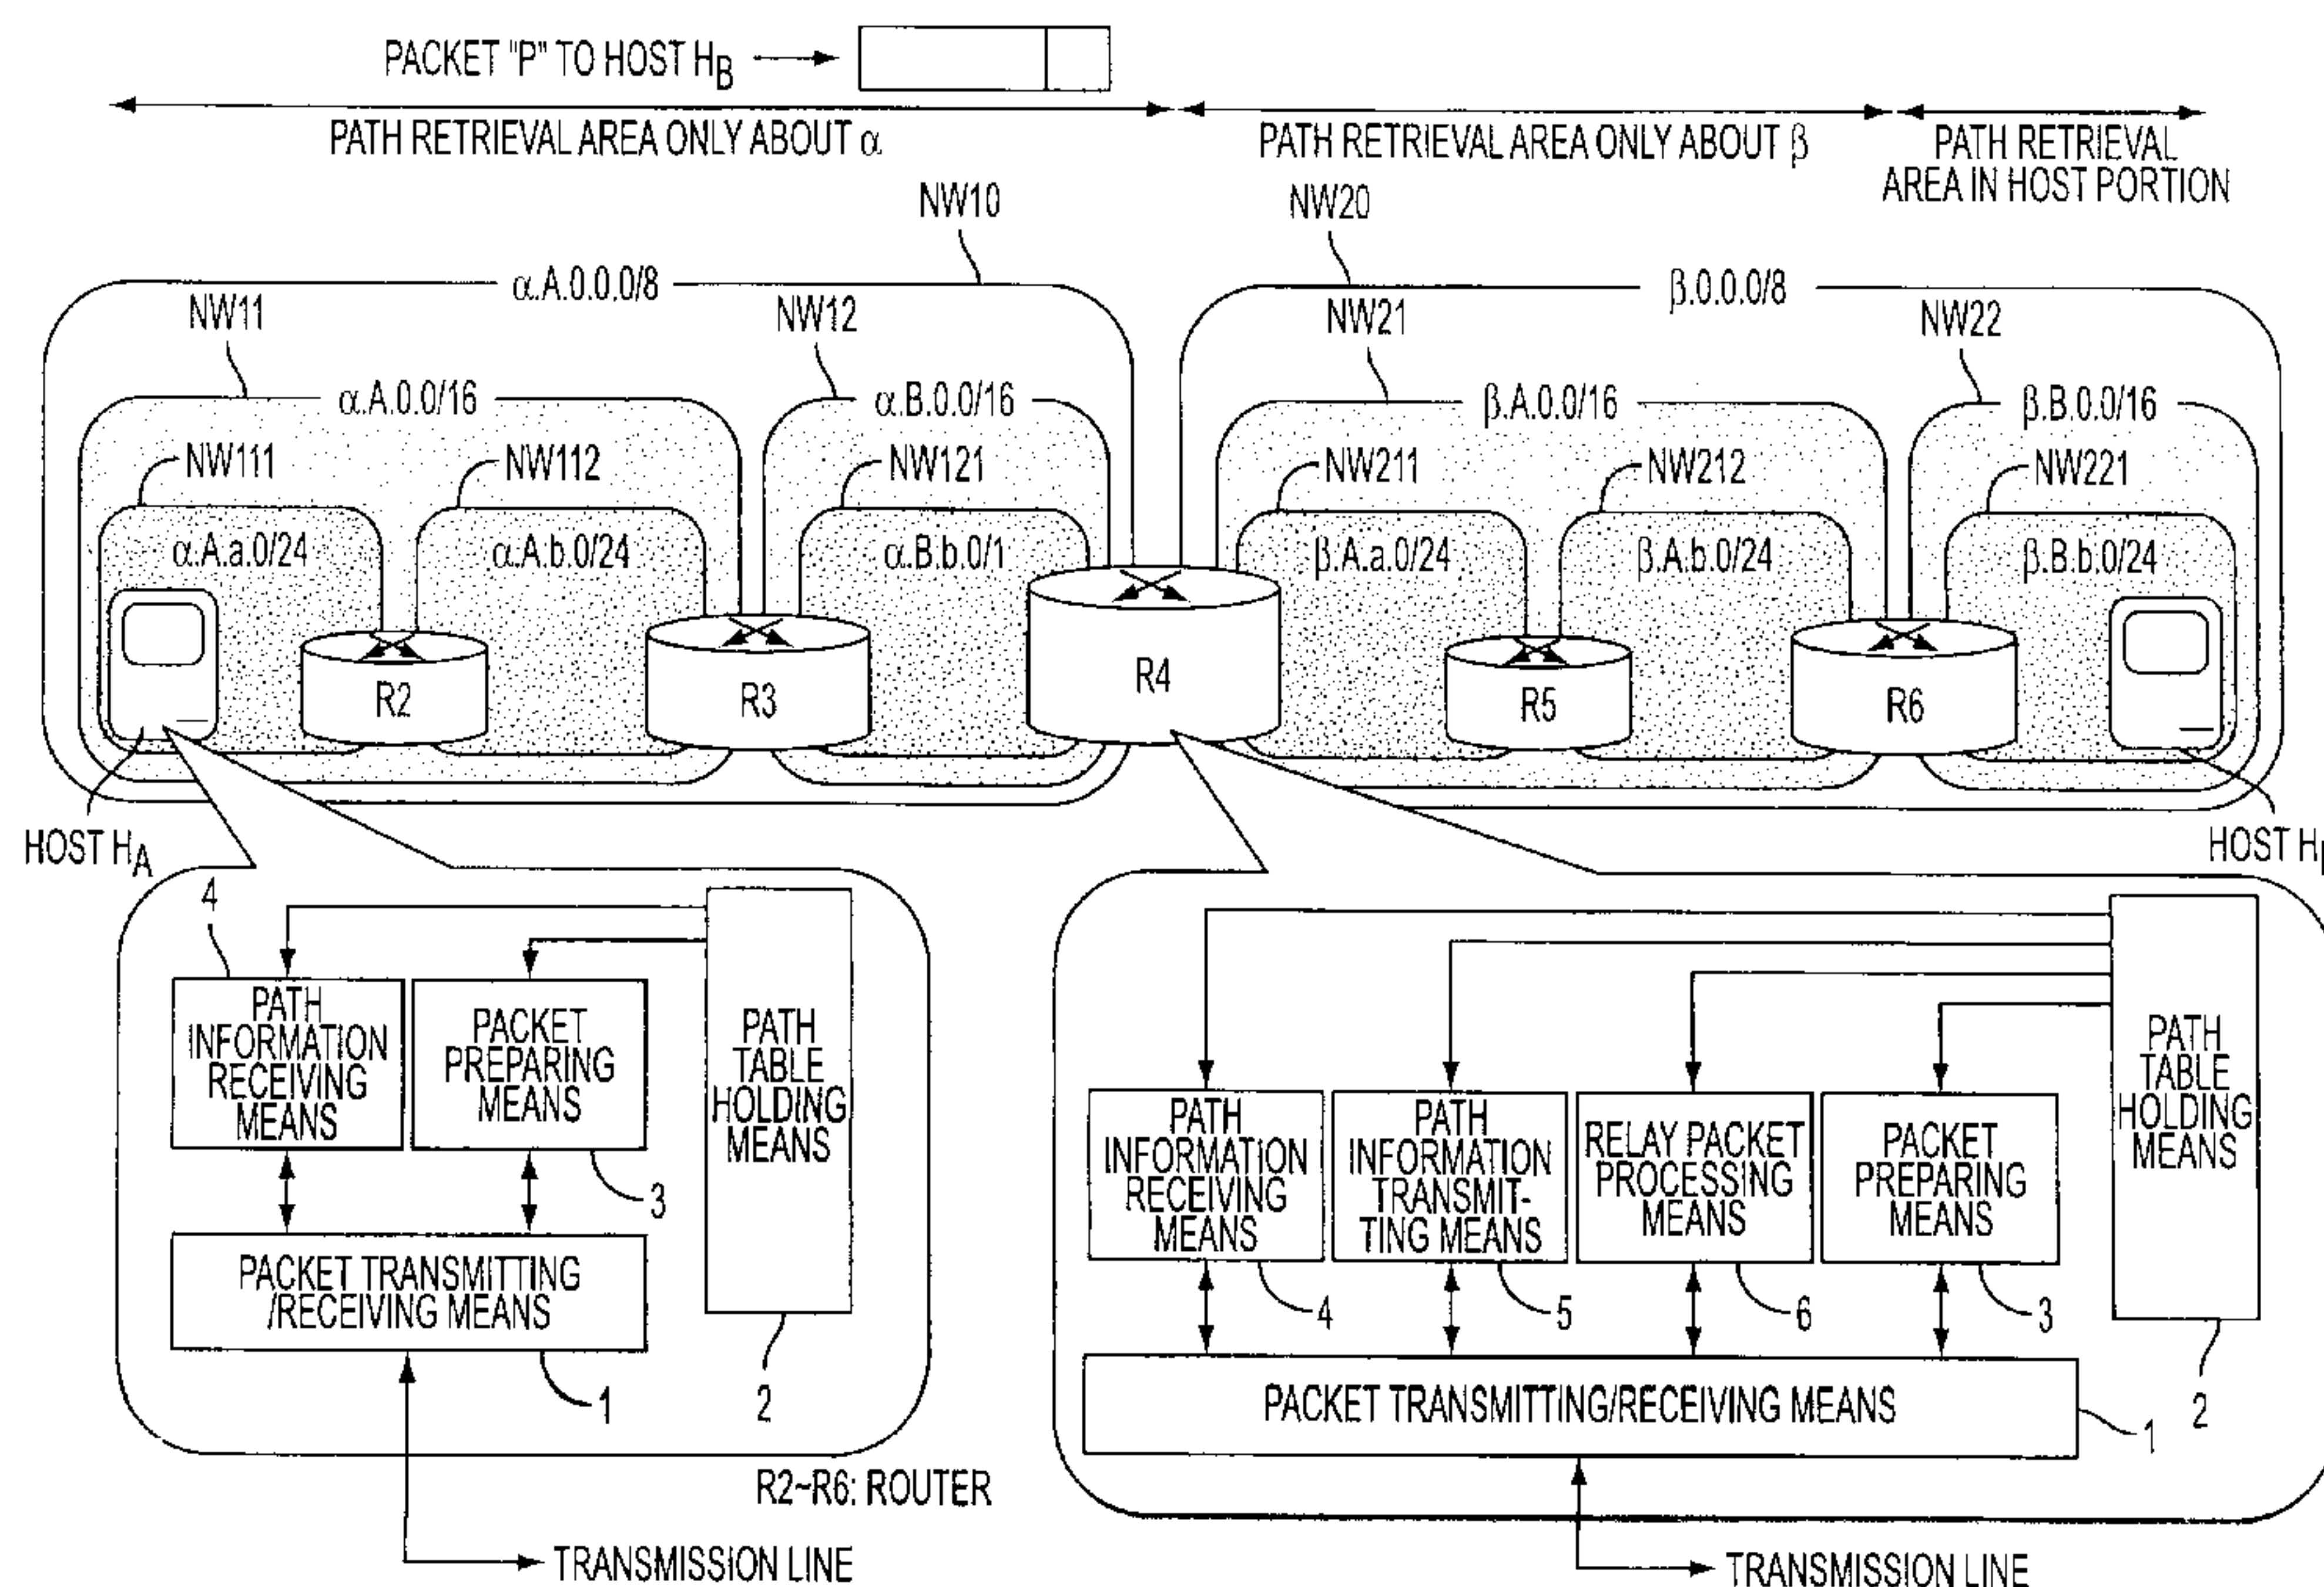 PACKET "P" TO HOST HB
PATH RETRIEVAL AREA ONLY ABOUT α
PATH RETRIEVAL AREA ONLY ABOUT β
PATH RETRIEVAL
AREA IN HOST PORTION
NW10
NW20
α.A.0.0.0/8
β.0.0.0/8
NW11
NW12
NW21
NW22
α.A.0.0/16
α.B.0.0/16
β.A.0.0/16
β.B.0.0/16
NW111
NW112
NW121
NW211
NW212
NW221
α.A.a.0/24
α.A.b.0/24
α.B.b.0/1
β.A.a.0/24
β.A.b.0/24
β.B.b.0/24
R2
R3
R4
R5
R6
HOST HA
HOST H
4
PATH
INFORMATION
RECEIVING
MEANS
PACKET
PREPARING
MEANS
3
PATH
TABLE
HOLDING
MEANS
2
PACKET TRANSMITTING
/RECEIVING MEANS
1
TRANSMISSION LINE
R2~R6: ROUTER
PATH
INFORMATION
RECEIVING
MEANS
4
PATH
INFORMATION
TRANSMIT-
TING MEANS
5
RELAY PACKET
PROCESSING
MEANS
6
PACKET
PREPARING
MEANS
3
PATH
TABLE
HOLDING
MEANS
2
PACKET TRANSMITTING/RECEIVING MEANS
1
TRANSMISSION LINE